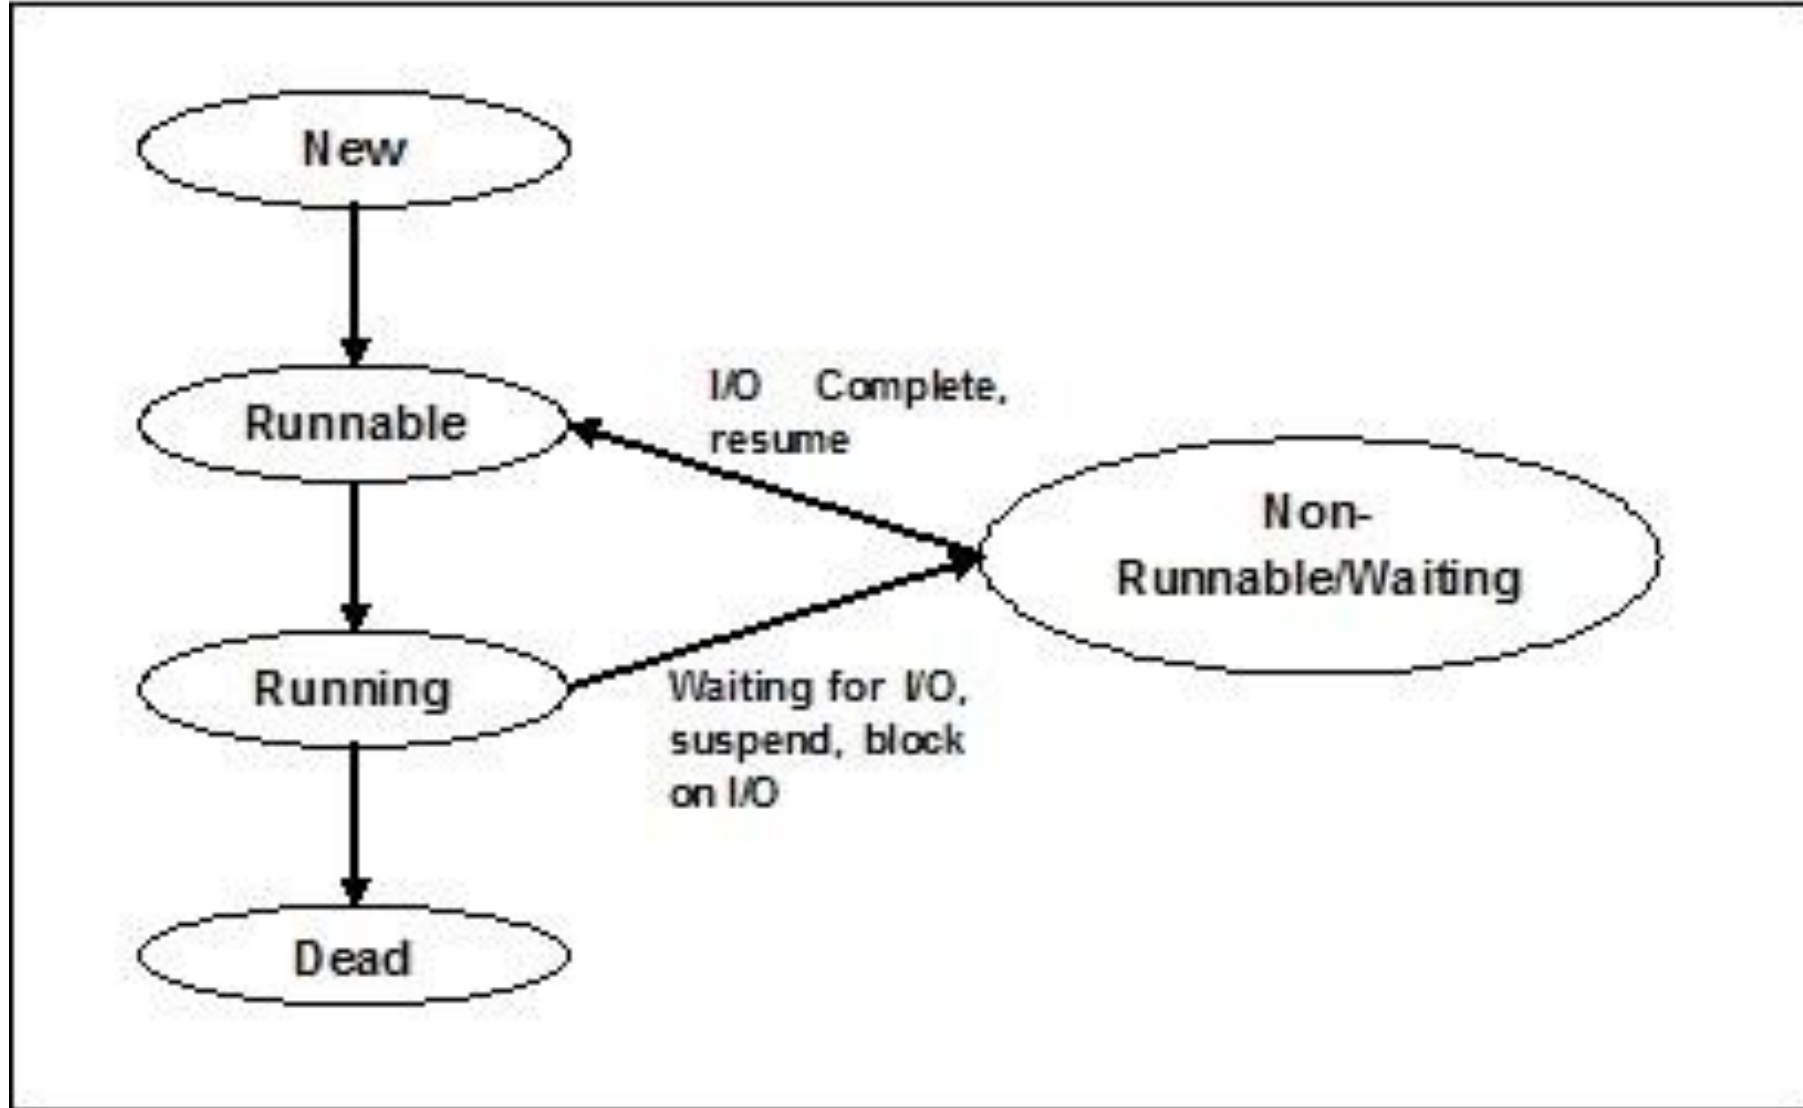 New
Runnable
I/O Complete,
resume
Non-
Runnable/Waiting
Running
Waiting for I/O,
suspend, block
on I/O
Dead